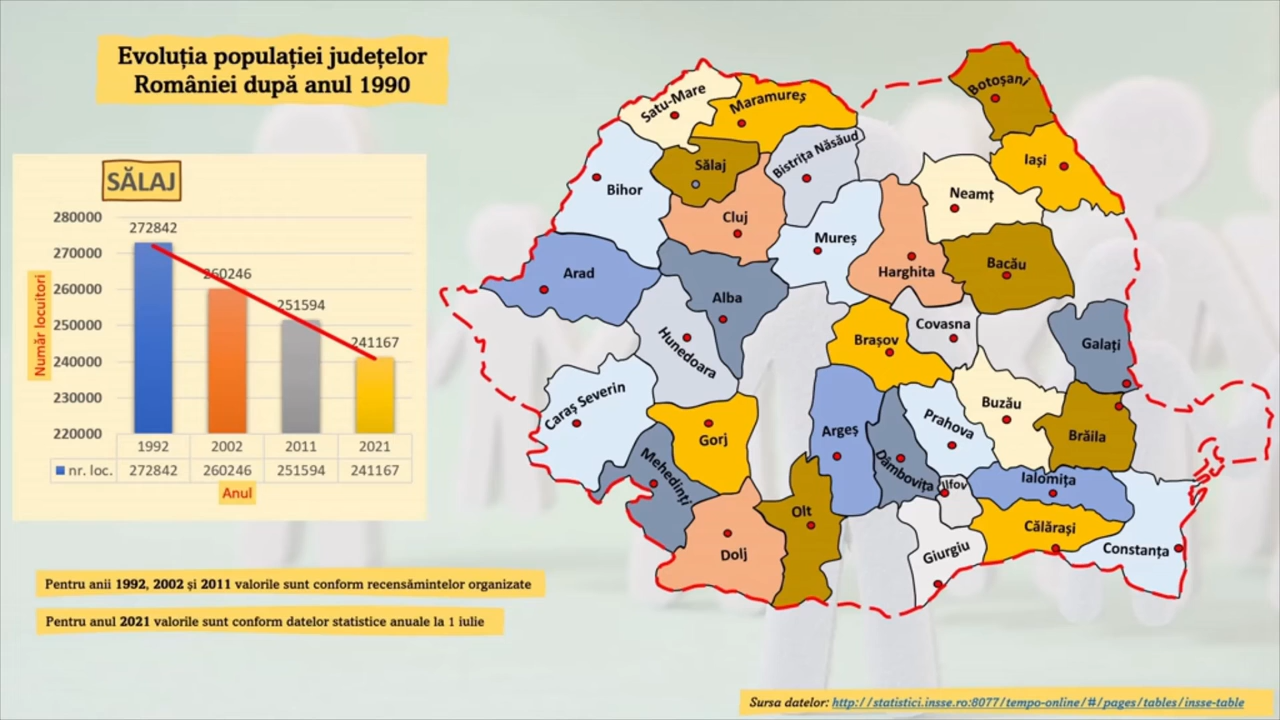 Evoluția populației județelor
României după anul 1990
SĂLAJ
Număr locuitori
280000
270000
260000
250000
240000
230000
220000
272842
260246
251594
241167
1992 2002 2011 2021
nr. loc. 272842 260246 251594 241167
Anul
Pentru anii 1992, 2002 și 2011 valorile sunt conform recensămintelor organizate
Pentru anul 2021 valorile sunt conform datelor statistice anuale la 1 iulie
Botoșani
Satu-Mare
Maramureș
Iași
Sălaj
Bistrița Năsăud
Bihor
Neamț
Cluj
Mureș
Harghita
Bacău
Arad
Alba
Hunedoara
Brașov
Covasna
Galați
Caraș Severin
Gorj
Argeș
Prahova
Buzău
Brăila
Mehedinți
Dâmbovița
Ilfov
Ialomița
Olt
Călărași
Dolj
Giurgiu
Constanța
Sursa datelor: http://statistici.insse.ro:8077/tempo-online/#/pages/tables/insse-table